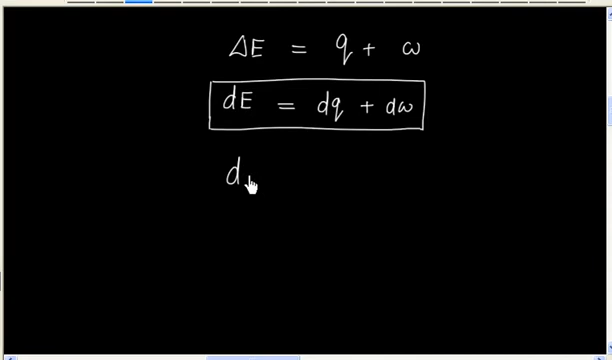 ΔE = q + ω
dE = dq + dω
d